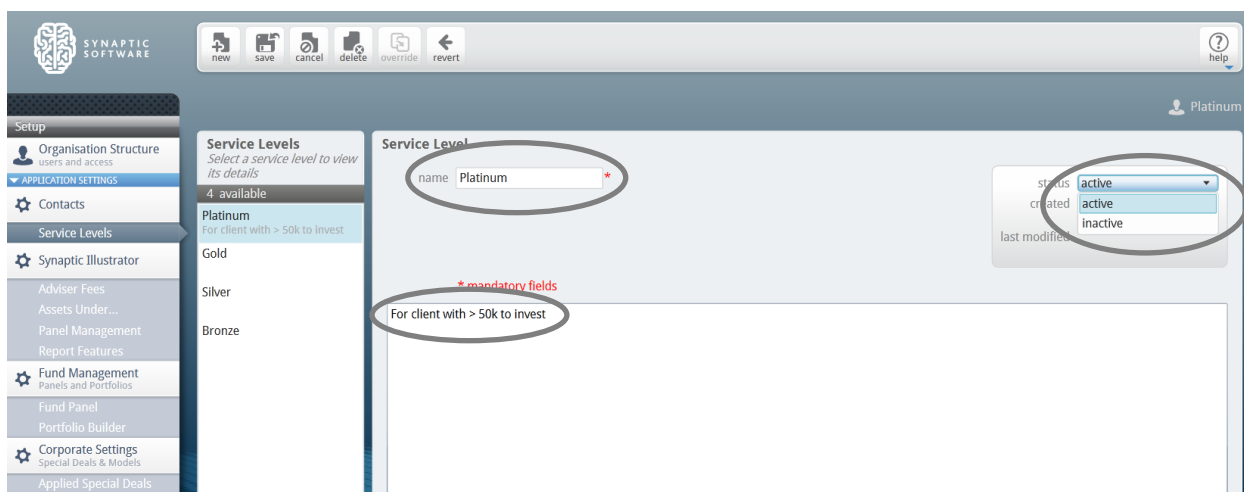 SYNAPTIC
SOFTWARE
new save cancel delete override revert
help
Platinum
Setup
Organisation Structure
users and access
APPLICATION SETTINGS
Contacts
Service Levels
Synaptic Illustrator
Adviser Fees
Assets Under...
Panel Management
Report Features
Fund Management
Panels and Portfolios
Fund Panel
Portfolio Builder
Corporate Settings
Special Deals & Models
Applied Special Deals
Service Levels
Select a service level to view
its details
4 available
Platinum
For client with > 50k to invest
Gold
Silver
Bronze
Service Level
name Platinum *
status active
created active
inactive
last modified
* mandatory fields
For client with > 50k to invest